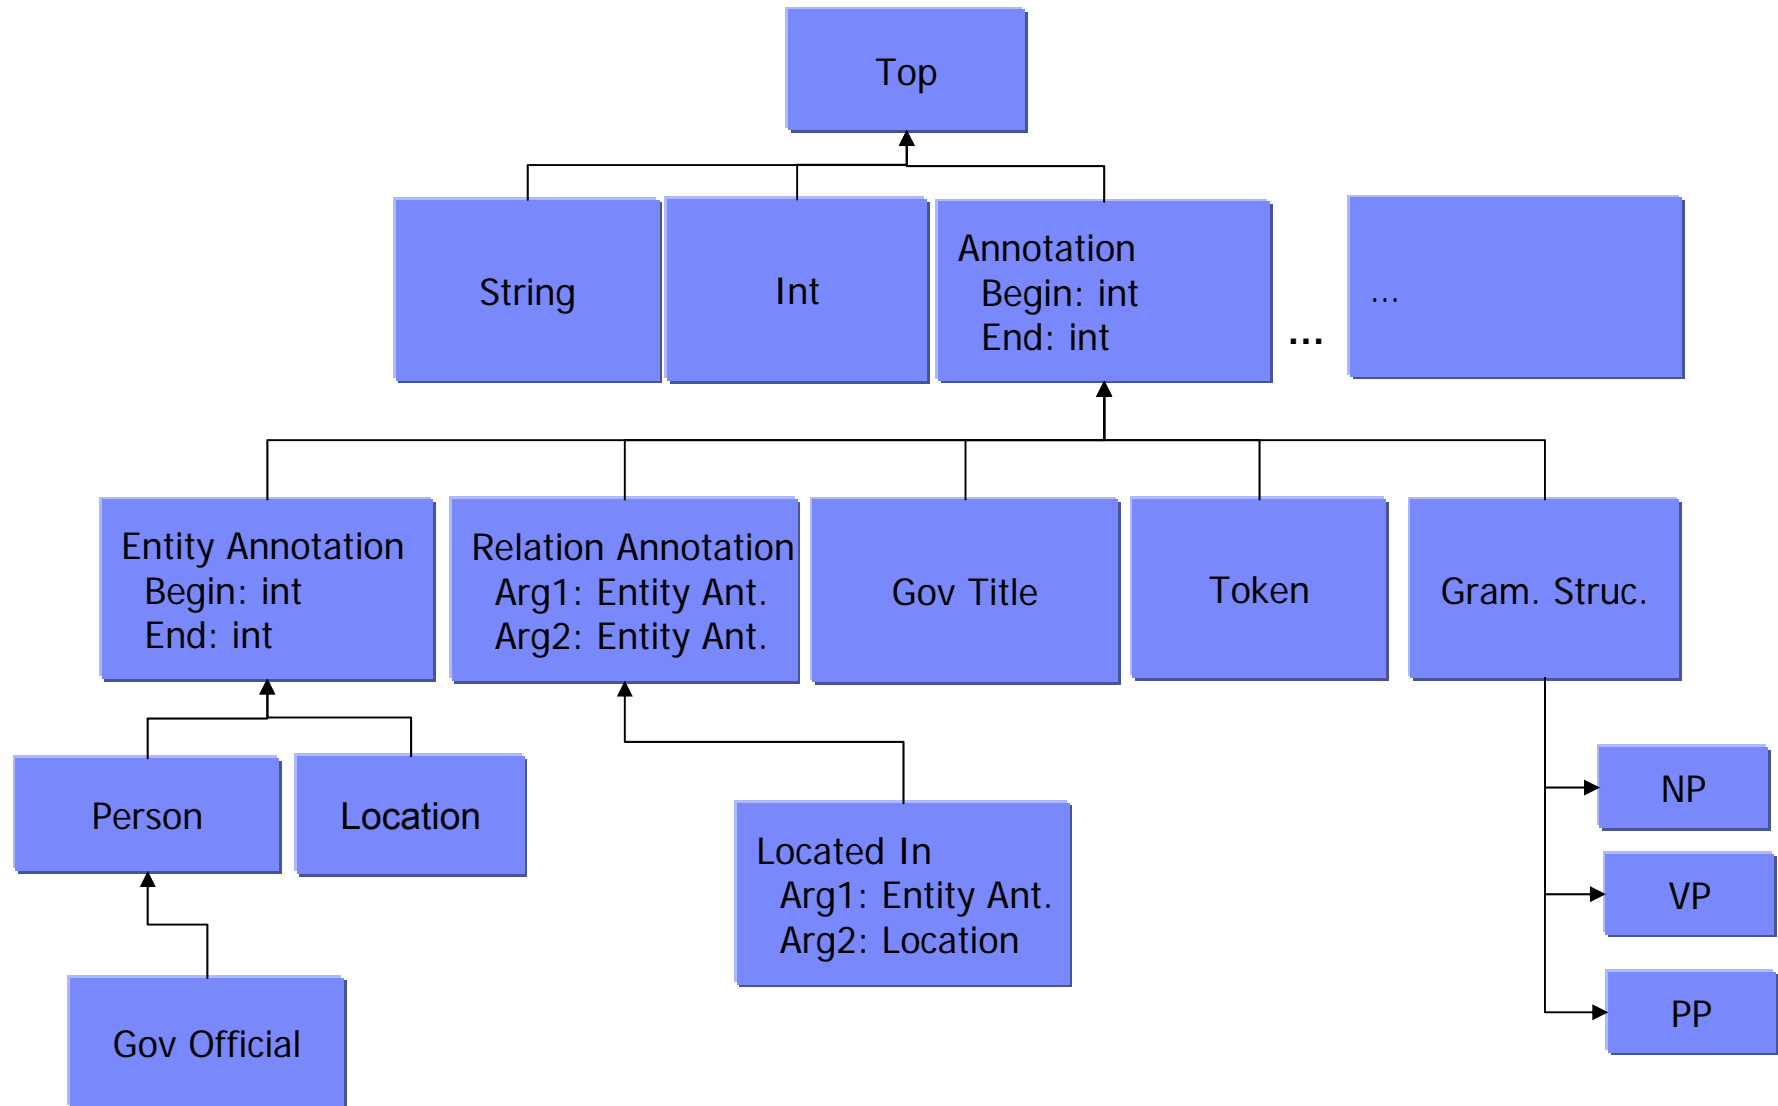 Top
String
Int
Annotation
Begin: int
End: int
...
...
Entity Annotation
Begin: int
End: int
Relation Annotation
Arg1: Entity Ant.
Arg2: Entity Ant.
Gov Title
Token
Gram. Struc.
Person
Location
Located In
Arg1: Entity Ant.
Arg2: Location
NP
VP
PP
Gov Official